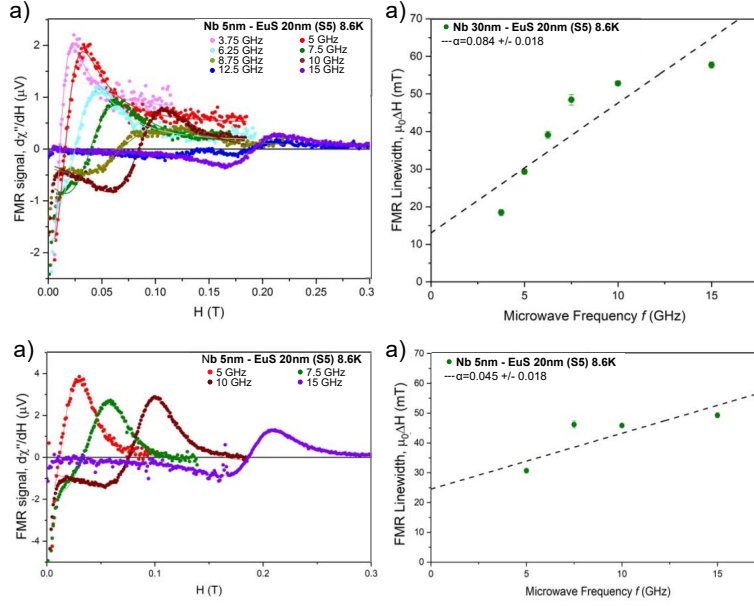 a)
Nb 5nm - EuS 20nm (S5) 8.6K
3.75 GHz 5 GHz
6.25 GHz 7.5 GHz
8.75 GHz 10 GHz
12.5 GHz 15 GHz
FMR signal, dχ"/dH (μV)
2
1
0
-1
-2
0.00 0.05 0.10 0.15 0.20 0.25 0.30
H (T)
a)
Nb 30nm - EuS 20nm (S5) 8.6K
---α=0.084 +/- 0.018
FMR Linewidth, μ₀ΔH (mT)
70
60
50
40
30
20
10
0
0 5 10 15
Microwave Frequency f (GHz)
a)
Nb 5nm - EuS 20nm (S5) 8.6K
5 GHz 7.5 GHz
10 GHz 15 GHz
FMR signal, dχ"/dH (μV)
4
2
0
-2
-4
0.0 0.1 0.2 0.3
H (T)
a)
Nb 5nm - EuS 20nm (S5) 8.6K
---α=0.045 +/- 0.018
FMR Linewidth, μ₀ΔH (mT)
70
60
50
40
30
20
10
0
0 5 10 15
Microwave Frequency f (GHz)